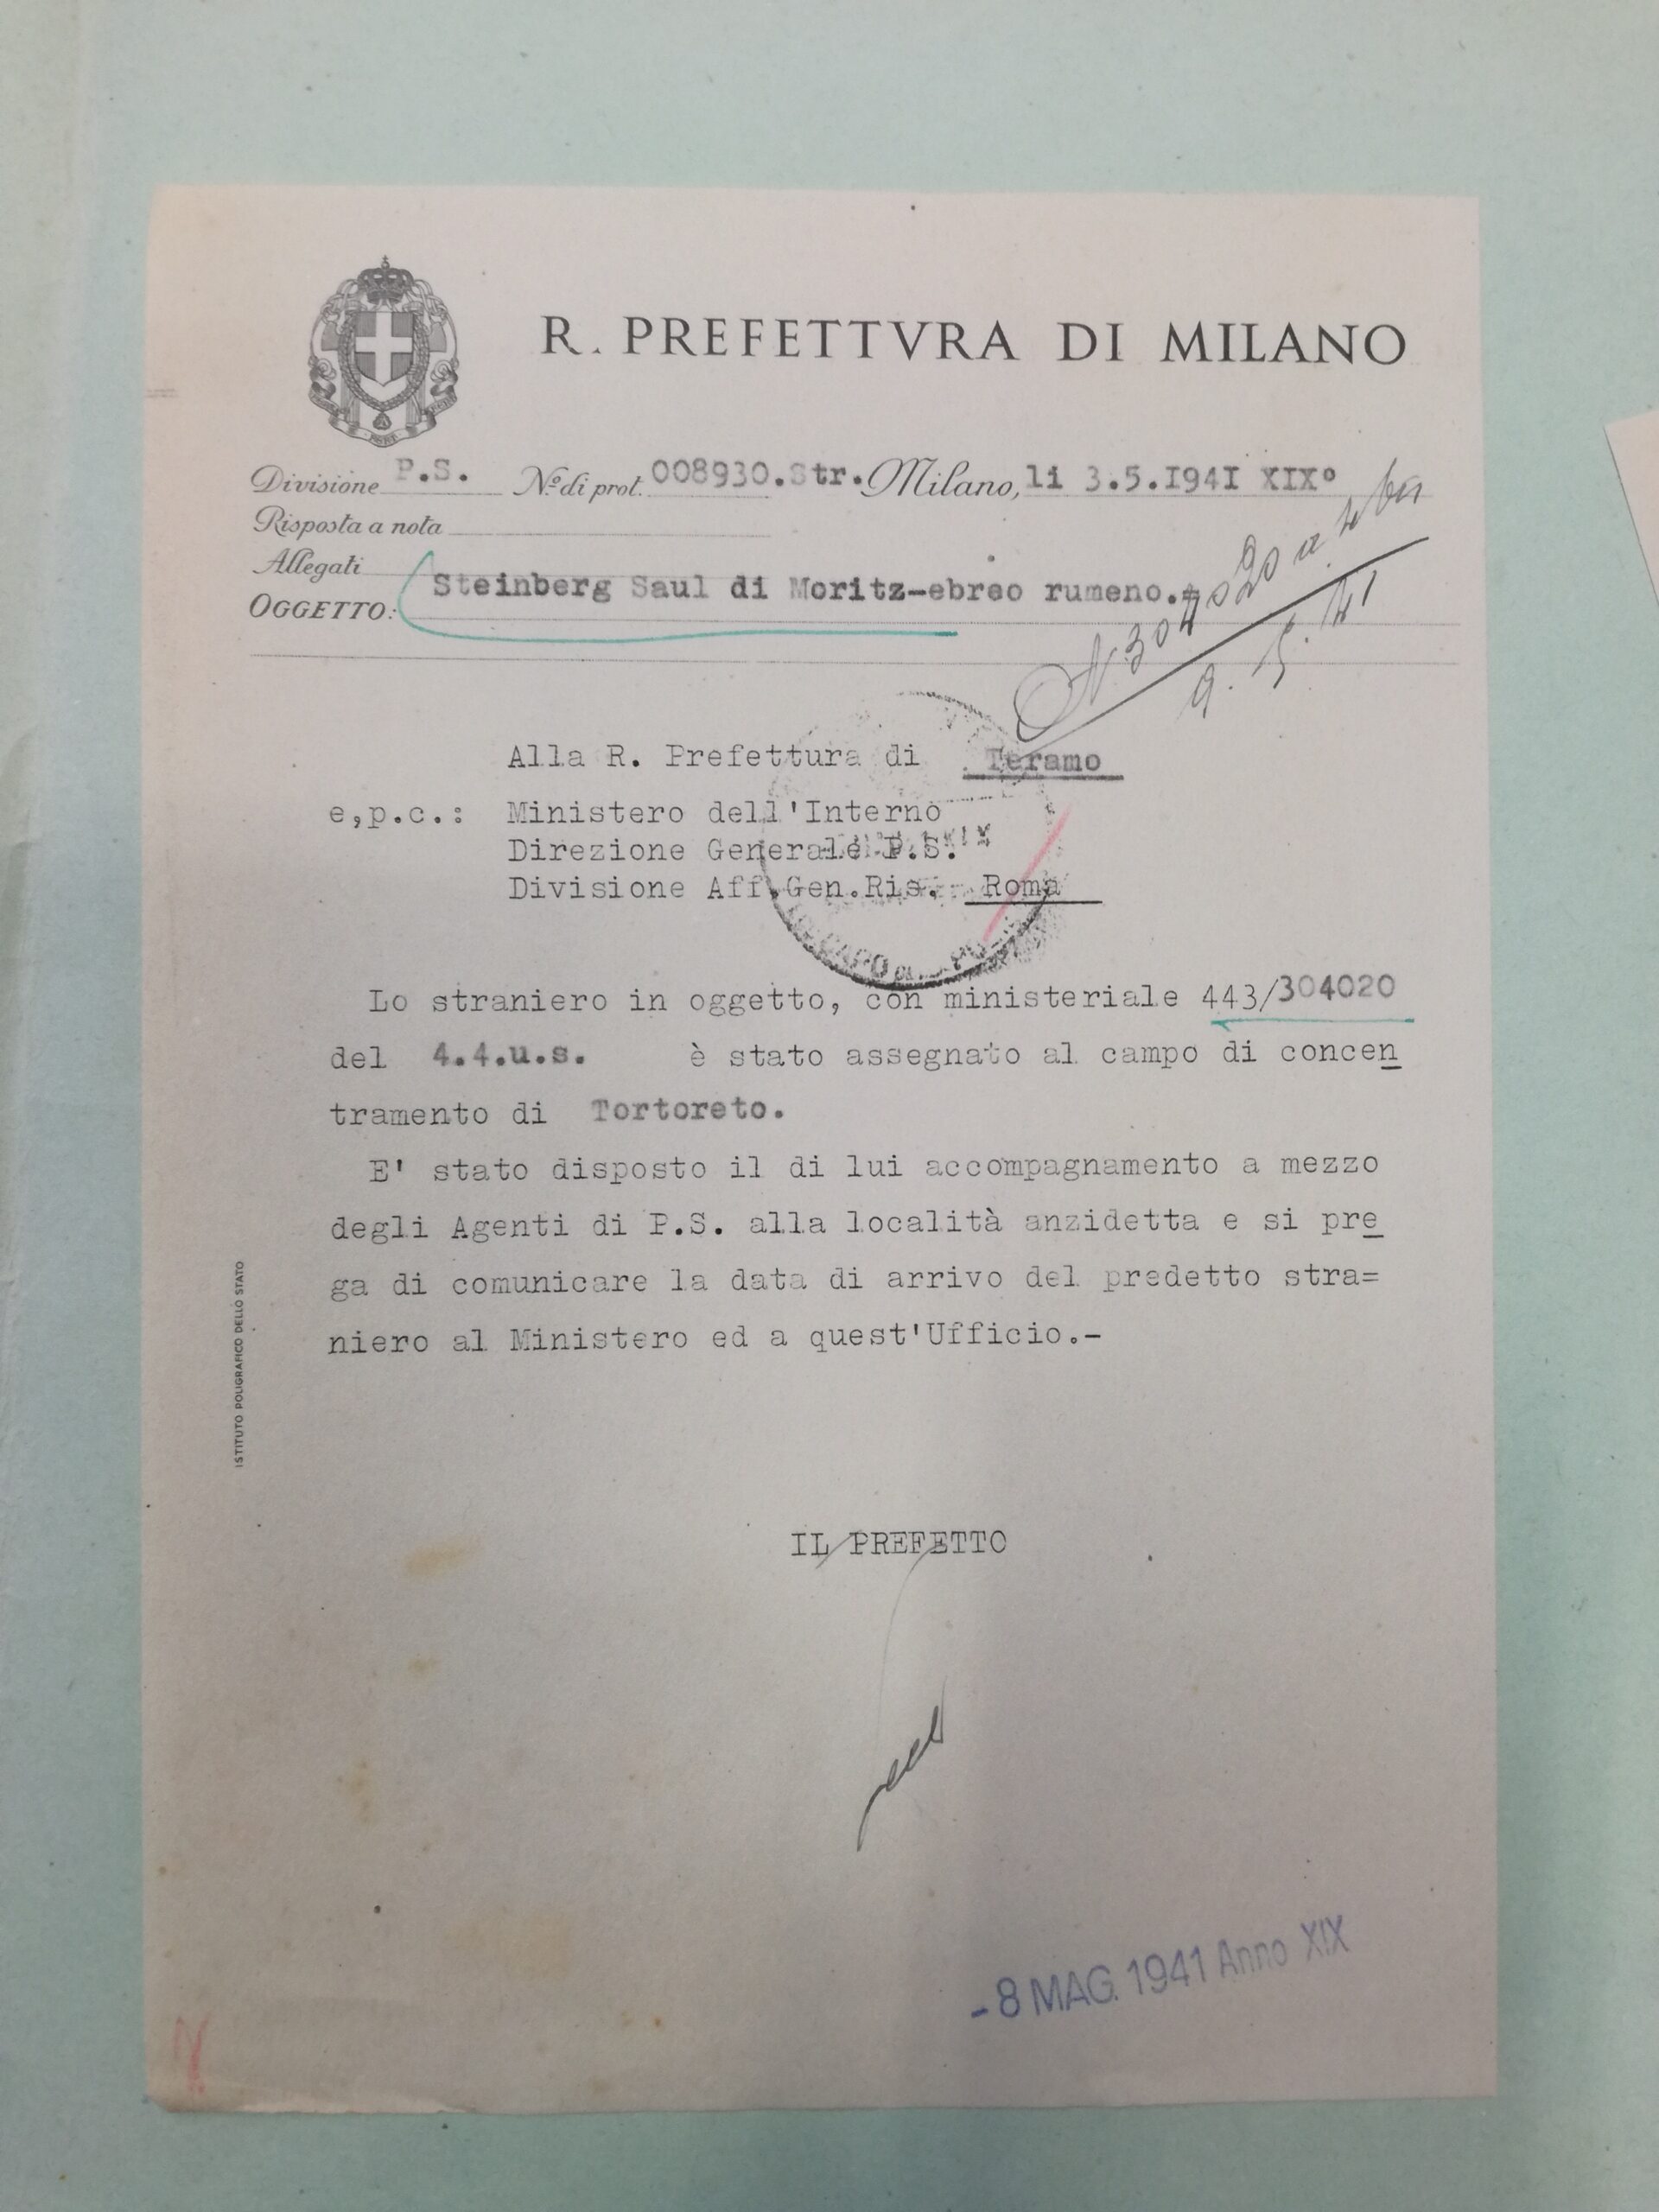 R. PREFETTVRA DI MILANO
Divisione P.S. Nº di prot. 008930.Str. Milano, li 3.5.I94I XIXº
Risposta a nota
Allegati
OGGETTO: Steinberg Saul di Moritz-ebreo rumeno.-
9.5.41
Alla R. Prefettura di Teramo
e,p.c.: Ministero dell'Interno
Direzione Generale P.S.
Divisione Aff.Gen.Ris. Roma
Lo straniero in oggetto, con ministeriale 443/304020
del 4.4.u.s. è stato assegnato al campo di concen
tramento di Tortoreto.
E' stato disposto il di lui accompagnamento a mezzo
degli Agenti di P.S. alla località anzidetta e si pre
ga di comunicare la data di arrivo del predetto stra=
niero al Ministero ed a quest'Ufficio.-
ISTITUTO POLIGRAFICO DELLO STATO
IL PREFETTO
-8 MAG. 1941 Anno XIX